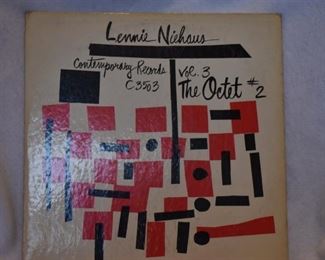 Lennie Niehaus
Contemporary Records
C3503
Vol. 3
The Octet #2